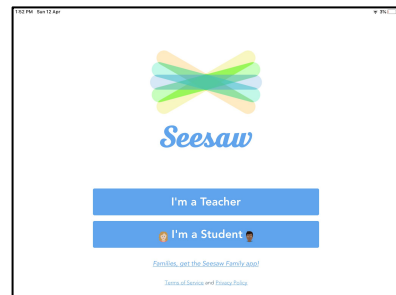 1:52 PM Sun 12 Apr 3%
Seesaw
I'm a Teacher
I'm a Student
Families, get the Seesaw Family app!
Terms of Service and Privacy Policy